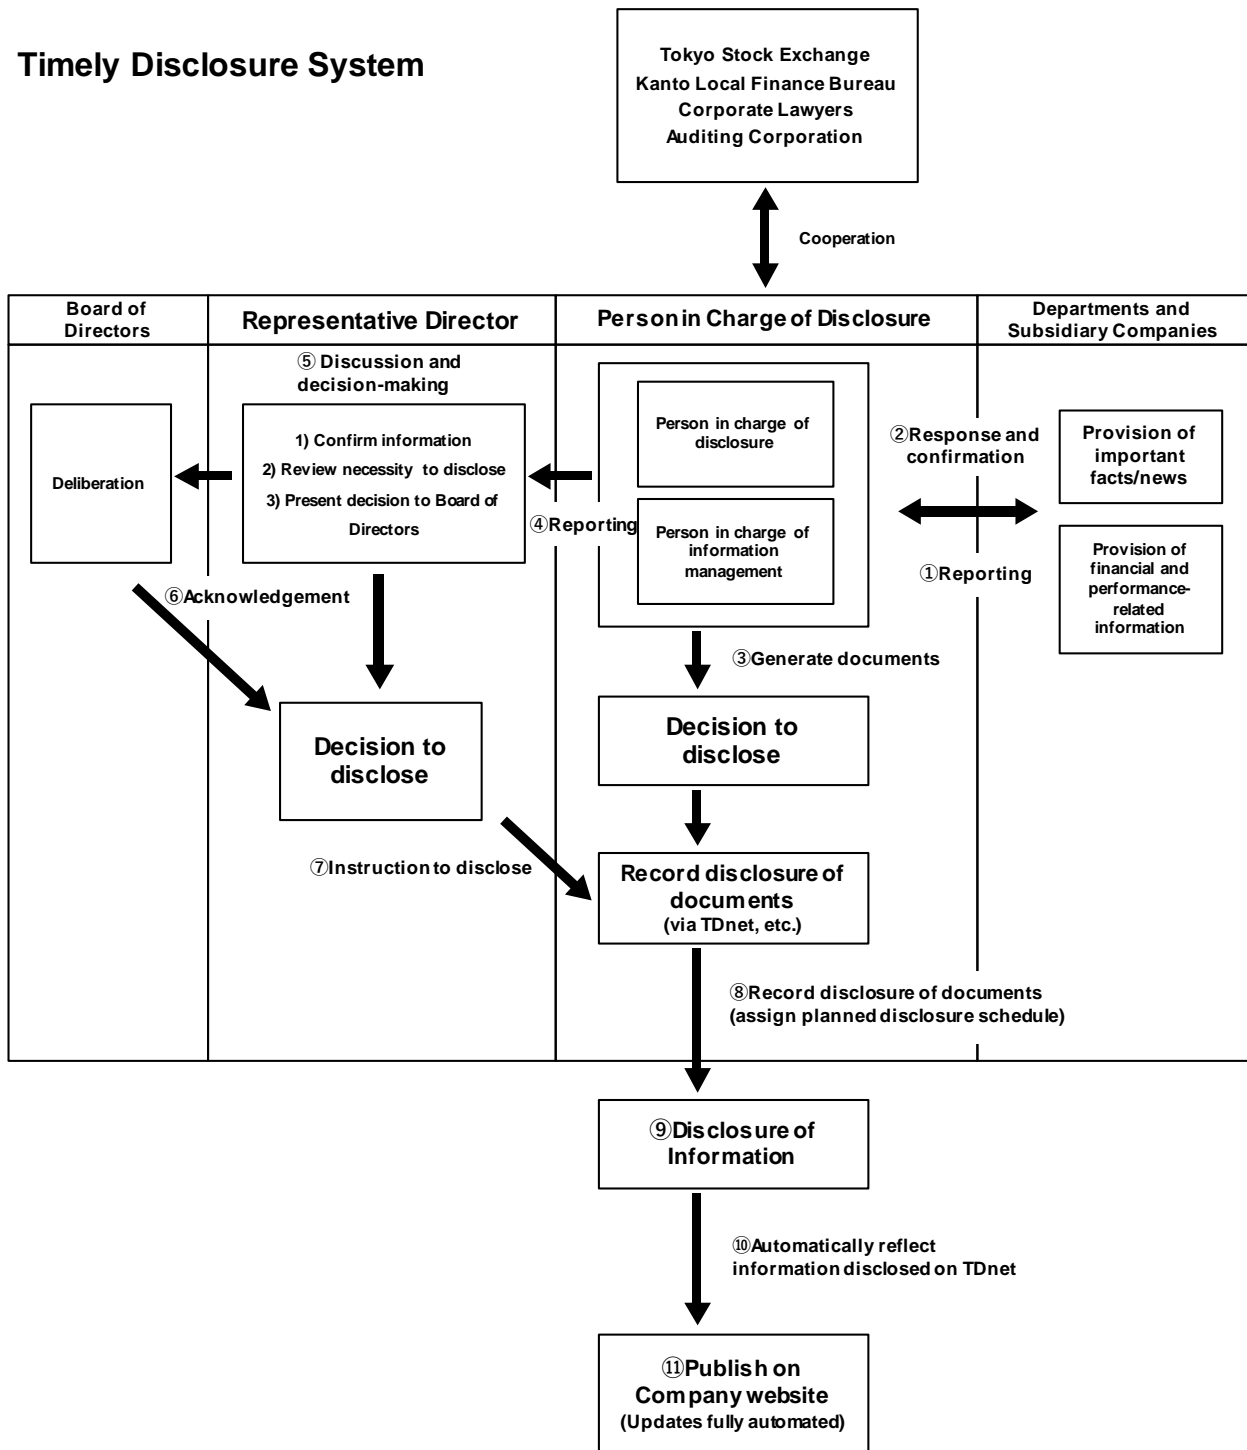 Timely Disclosure System
Tokyo Stock Exchange
Kanto Local Finance Bureau
Corporate Lawyers
Auditing Corporation
Cooperation
Board of
Directors
Representative Director
Person in Charge of Disclosure
Departments and
Subsidiary Companies
⑤ Discussion and
decision-making
Deliberation
1) Confirm information
2) Review necessity to disclose
3) Present decision to Board of
Directors
④Reporting
Person in charge of
disclosure
Person in charge of
information
management
②Response and
confirmation
①Reporting
Provision of
important
facts/news
Provision of
financial and
performance-
related
information
⑥Acknowledgement
③Generate documents
Decision to
disclose
Decision to
disclose
⑦Instruction to disclose
Record disclosure of
documents
(via TDnet, etc.)
⑧Record disclosure of documents
(assign planned disclosure schedule)
⑨Disclosure of
Information
⑩Automatically reflect
information disclosed on TDnet
⑪Publish on
Company website
(Updates fully automated)